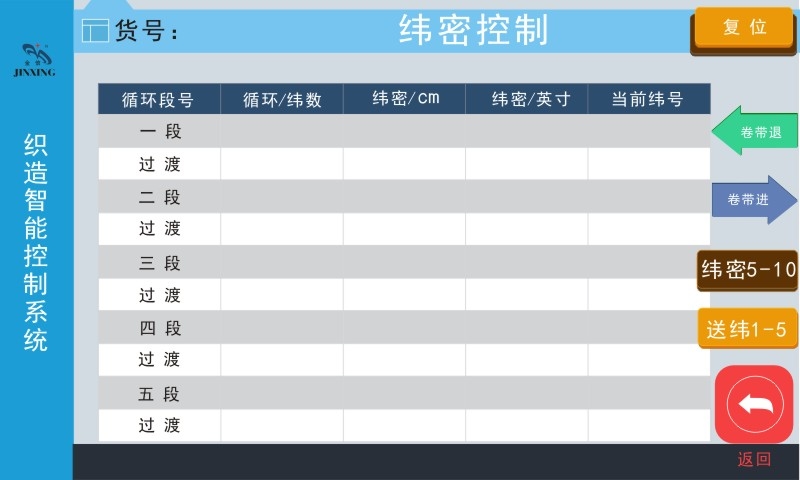 货号：
纬密控制
复位
JINXING
织造智能控制系统
循环段号 循环/纬数 纬密/cm 纬密/英寸 当前纬号
一段
过渡
二段
过渡
三段
过渡
四段
过渡
五段
过渡
卷带退
卷带进
纬密5-10
送纬1-5
返回